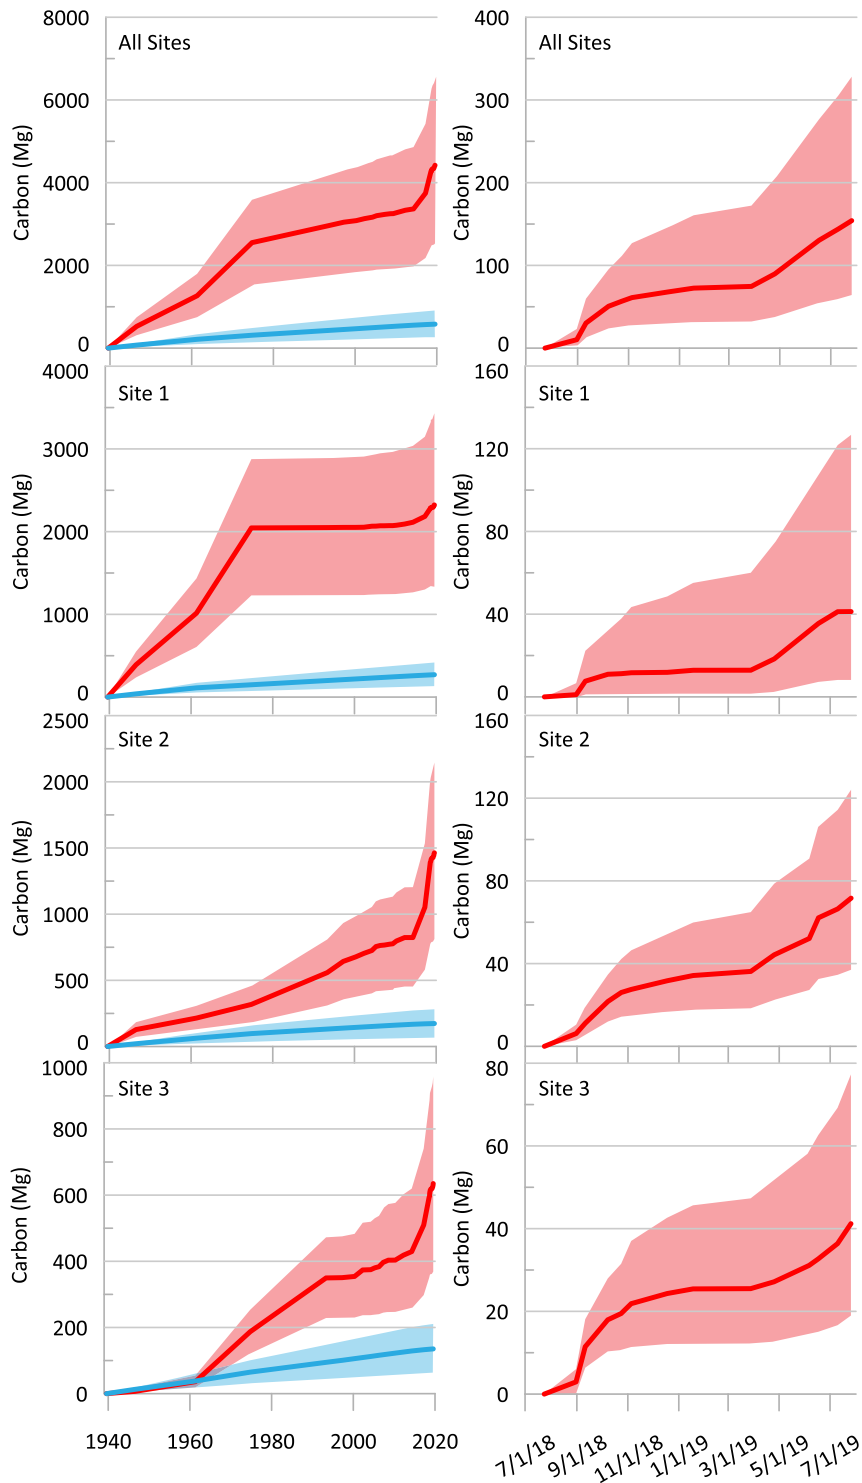 8000
6000
4000
2000
0
Carbon (Mg)
All Sites
400
300
200
100
0
Carbon (Mg)
All Sites
4000
3000
2000
1000
0
Carbon (Mg)
Site 1
160
120
80
40
0
Carbon (Mg)
Site 1
2500
2000
1500
1000
500
0
Carbon (Mg)
Site 2
160
120
80
40
0
Carbon (Mg)
Site 2
1000
800
600
400
200
0
Carbon (Mg)
Site 3
1940 1960 1980 2000 2020
80
60
40
20
0
Carbon (Mg)
Site 3
7/1/18 9/1/18 11/1/18 1/1/19 3/1/19 5/1/19 7/1/19